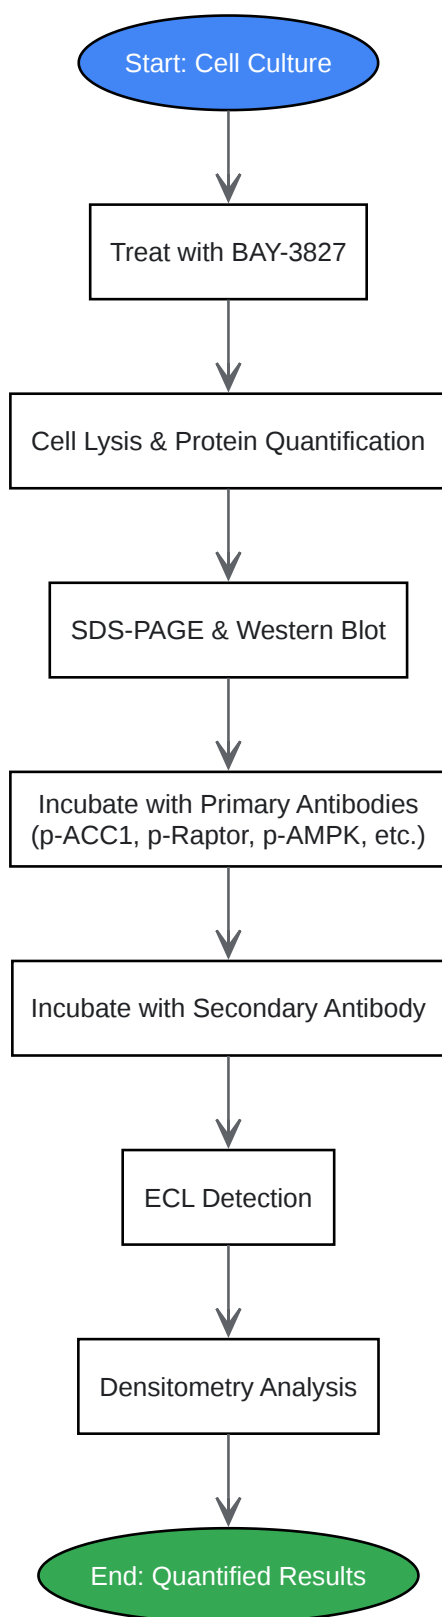 Start: Cell Culture
Treat with BAY-3827
Cell Lysis & Protein Quantification
SDS-PAGE & Western Blot
Incubate with Primary Antibodies
(p-ACC1, p-Raptor, p-AMPK, etc.)
Incubate with Secondary Antibody
ECL Detection
Densitometry Analysis
End: Quantified Results